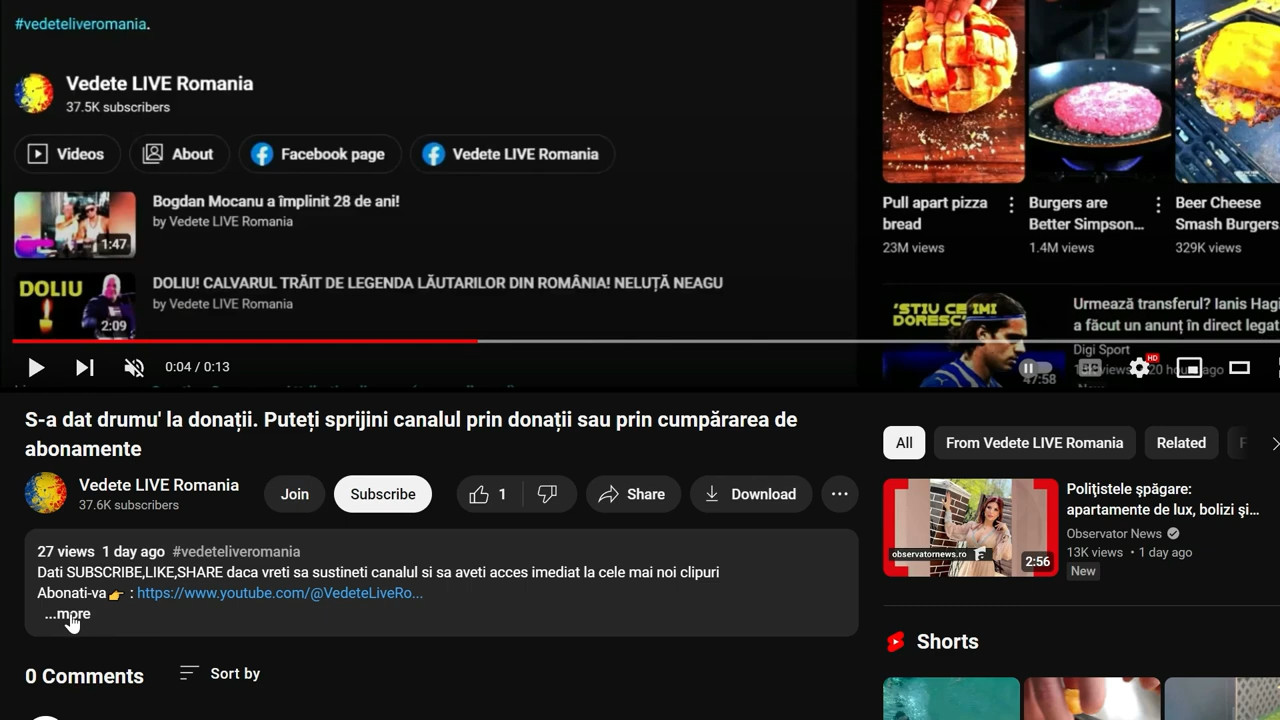 #vedeteliveromania.
Vedete LIVE Romania
37.5K subscribers
Videos
About
Facebook page
Vedete LIVE Romania
Bogdan Mocanu a împlinit 28 de ani!
by Vedete LIVE Romania
1:47
DOLIU! CALVARUL TRĂIT DE LEGENDA LĂUTARILOR DIN ROMÂNIA! NELUȚĂ NEAGU
by Vedete LIVE Romania
DOLIU
2:09
0:04 / 0:13
Pull apart pizza
bread
23M views
Burgers are
Better Simpson...
1.4M views
Beer Cheese
Smash Burgers
329K views
'STIU CE IMI
DORESC'
47:58
Urmează transferul? Ianis Hagi
a făcut un anunț în direct legat
Digi Sport
HD
S-a dat drumu' la donații. Puteți sprijini canalul prin donații sau prin cumpărarea de
abonamente
Vedete LIVE Romania
37.6K subscribers
Join
Subscribe
1
Share
Download
27 views 1 day ago #vedeteliveromania
Dati SUBSCRIBE,LIKE,SHARE daca vreti sa sustineti canalul si sa aveti acces imediat la cele mai noi clipuri
Abonati-va👉 : https://www.youtube.com/@VedeteLiveRo...
...more
0 Comments
Sort by
All
From Vedete LIVE Romania
Related
Polițistele șpăgare:
apartamente de lux, bolizi și...
Observator News
13K views • 1 day ago
New
observatornews.ro
2:56
Shorts